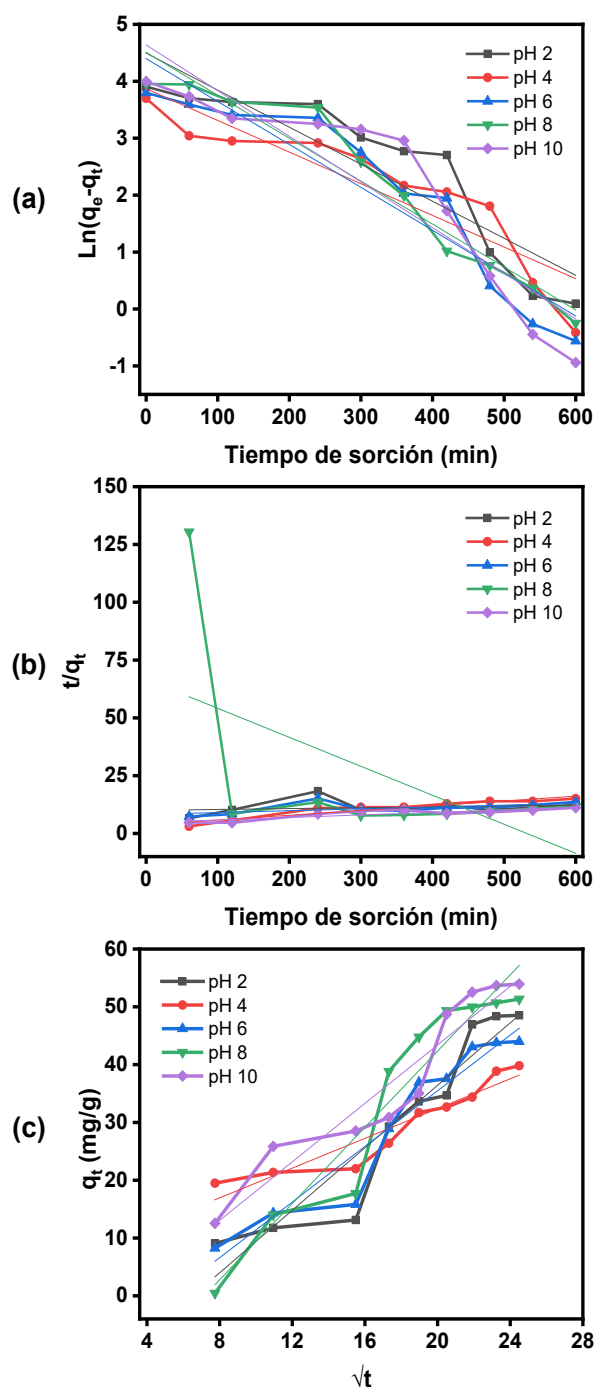 (a)
Ln(qe-qt)
5
4
3
2
1
0
-1
pH 2
pH 4
pH 6
pH 8
pH 10
0 100 200 300 400 500 600
Tiempo de sorción (min)
(b)
t/qt
150
125
100
75
50
25
0
pH 2
pH 4
pH 6
pH 8
pH 10
0 100 200 300 400 500 600
Tiempo de sorción (min)
(c)
qt (mg/g)
60
50
40
30
20
10
0
pH 2
pH 4
pH 6
pH 8
pH 10
4 8 12 16 20 24 28
√t